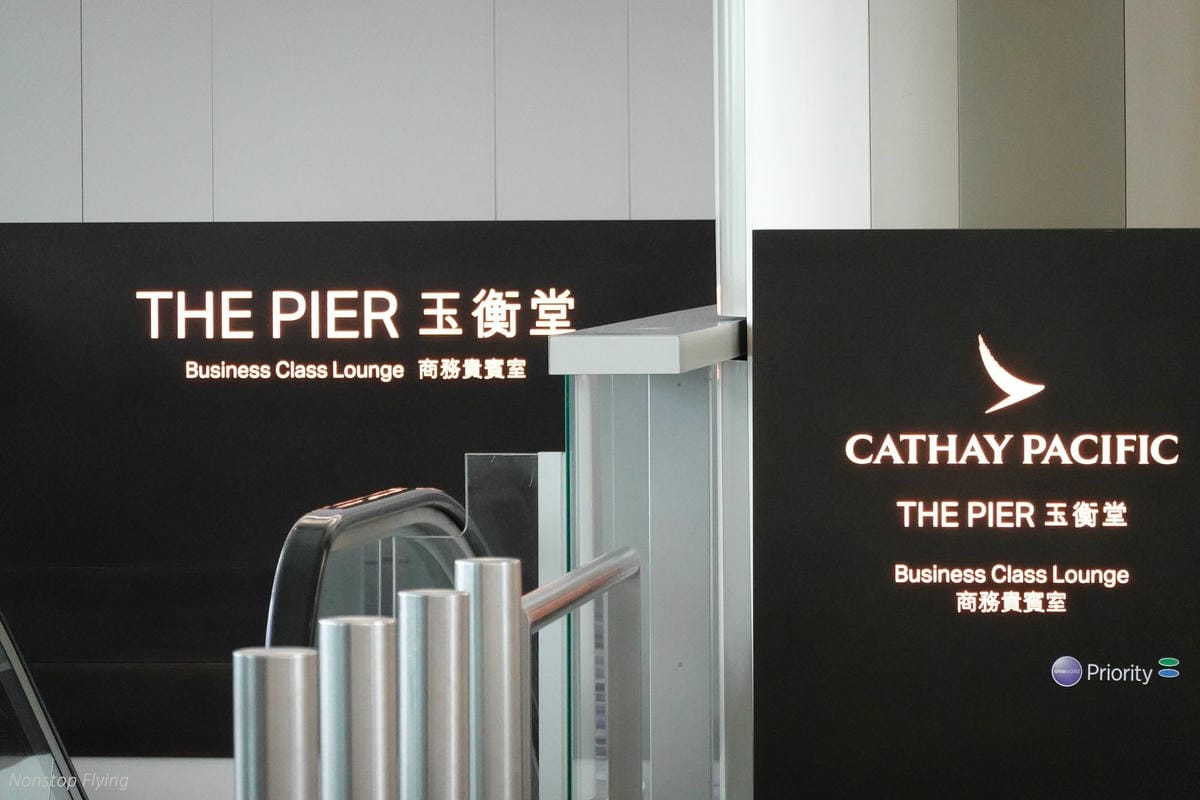 THE PIER 玉衡堂
Business Class Lounge 商務貴賓室
CATHAY PACIFIC
THE PIER 玉衡堂
Business Class Lounge
商務貴賓室
oneworld Priority
Nonstop Flying